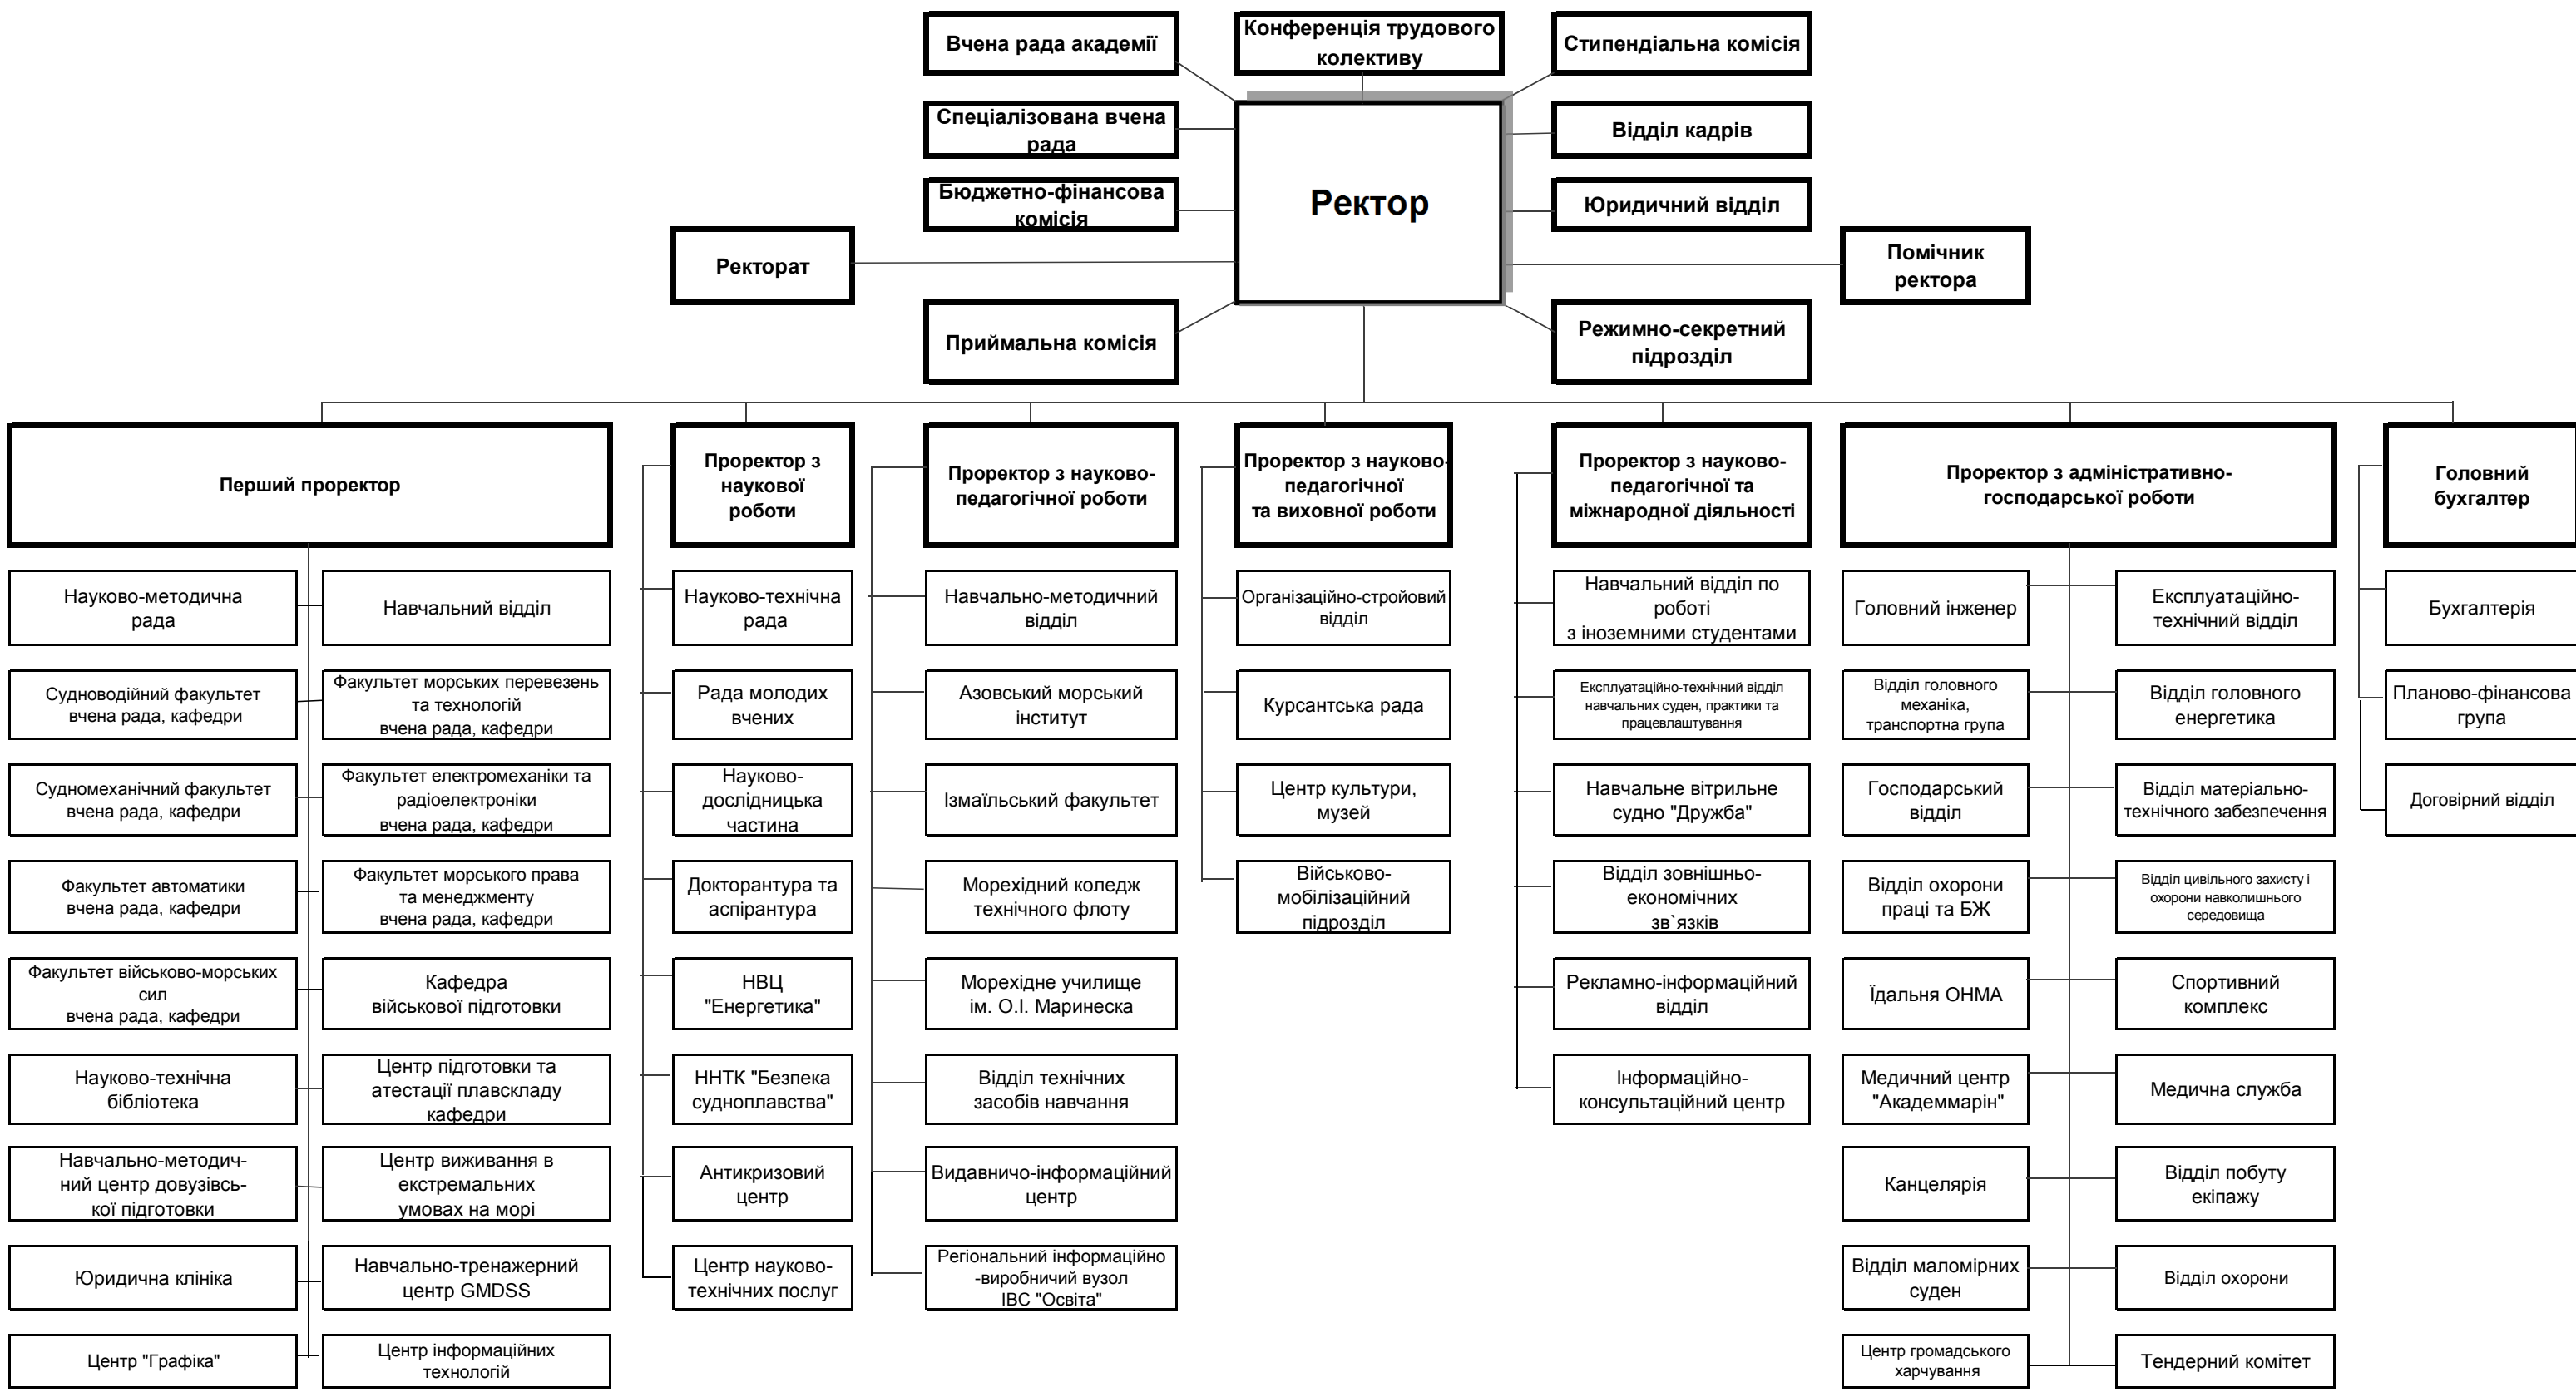 Вчена рада академії
Конференція трудового
колективу
Стипендіальна комісія
Спеціалізована вчена
рада
Відділ кадрів
Бюджетно-фінансова
комісія
Ректор
Юридичний відділ
Ректорат
Помічник
ректора
Приймальна комісія
Режимно-секретний
підрозділ
Перший проректор
Проректор з
наукової
роботи
Проректор з науково-
педагогічної роботи
Проректор з науково-
педагогічної
та виховної роботи
Проректор з науково-
педагогічної та
міжнародної діяльності
Проректор з адміністративно-
господарської роботи
Головний
бухгалтер
Науково-методична
рада
Навчальний відділ
Судноводійний факультет
вчена рада, кафедри
Факультет морських перевезень
та технологій
вчена рада, кафедри
Судномеханічний факультет
вчена рада, кафедри
Факультет електромеханіки та
радіоелектроніки
вчена рада, кафедри
Факультет автоматики
вчена рада, кафедри
Факультет морського права
та менеджменту
вчена рада, кафедри
Факультет військово-морських
сил
вчена рада, кафедри
Кафедра
військової підготовки
Науково-технічна
бібліотека
Центр підготовки та
атестації плавскладу
кафедри
Навчально-методич-
ний центр довузівсь-
кої підготовки
Центр виживання в
екстремальних
умовах на морі
Юридична клініка
Навчально-тренажерний
центр GMDSS
Центр "Графіка"
Центр інформаційних
технологій
Науково-технічна
рада
Рада молодих
вчених
Науково-
дослідницька
частина
Докторантура та
аспірантура
НВЦ
"Енергетика"
ННТК "Безпека
судноплавства"
Антикризовий
центр
Центр науково-
технічних послуг
Навчально-методичний
відділ
Азовський морський
інститут
Ізмаїльський факультет
Морехідний коледж
технічного флоту
Морехідне училище
ім. О.І. Маринеска
Відділ технічних
засобів навчання
Видавничо-інформаційний
центр
Регіональний інформаційно
-виробничий вузол
ІВС "Освіта"
Організаційно-стройовий
відділ
Курсантська рада
Центр культури,
музей
Військово-
мобілізаційний
підрозділ
Навчальний відділ по
роботі
з іноземними студентами
Експлуатаційно-технічний відділ
навчальних суден, практики та
працевлаштування
Навчальне вітрильне
судно "Дружба"
Відділ зовнішньо-
економічних
зв`язків
Рекламно-інформаційний
відділ
Інформаційно-
консультаційний центр
Головний інженер
Експлуатаційно-
технічний відділ
Відділ головного
механіка,
транспортна група
Відділ головного
енергетика
Господарський
відділ
Відділ матеріально-
технічного забезпечення
Відділ охорони
праці та БЖ
Відділ цивільного захисту і
охорони навколишнього
середовища
Їдальня ОНМА
Спортивний
комплекс
Медичний центр
"Академмарін"
Медична служба
Канцелярія
Відділ побуту
екіпажу
Відділ маломірних
суден
Відділ охорони
Центр громадського
харчування
Тендерний комітет
Бухгалтерія
Планово-фінансова
група
Договірний відділ